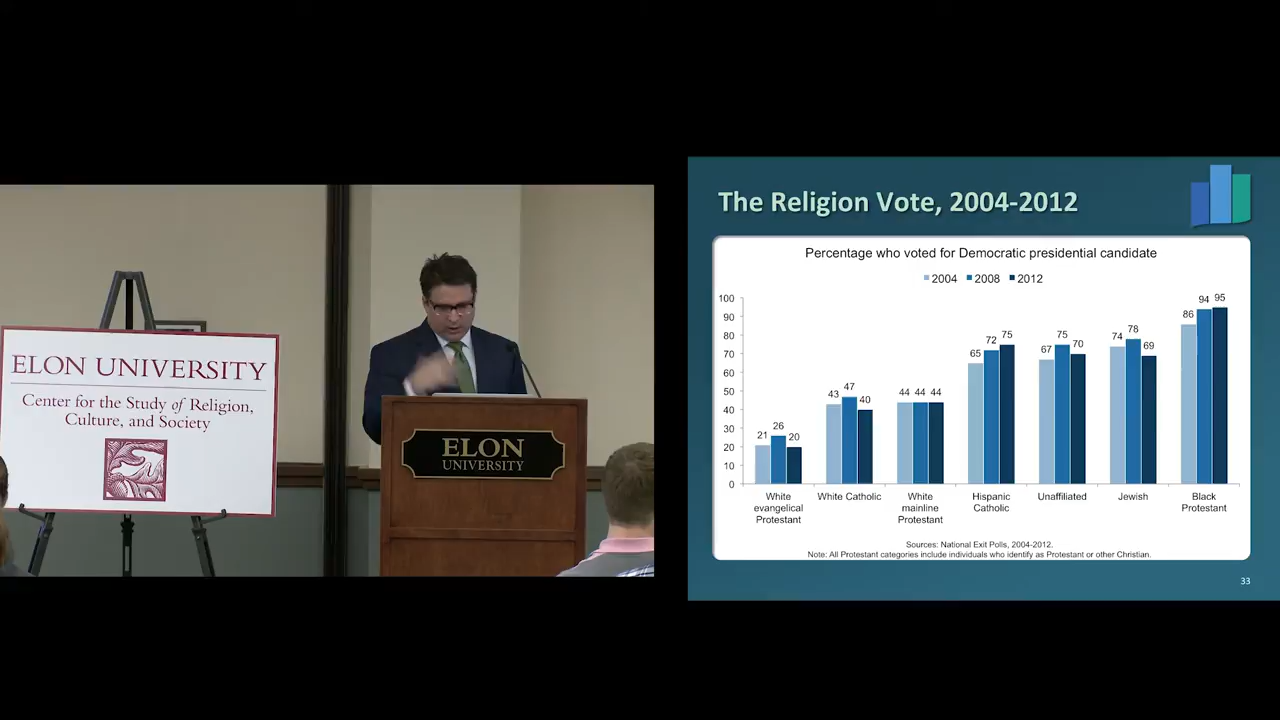 ELON UNIVERSITY
Center for the Study of Religion,
Culture, and Society
ELON
UNIVERSITY
The Religion Vote, 2004-2012
Percentage who voted for Democratic presidential candidate
2004 2008 2012
100
90
80
70
60
50
40
30
20
10
0
21 26 20
43 47 40
44 44 44
65 72 75
67 75 70
74 78 69
86 94 95
White
evangelical
Protestant
White Catholic
White
mainline
Protestant
Hispanic
Catholic
Unaffiliated
Jewish
Black
Protestant
Sources: National Exit Polls, 2004-2012.
Note: All Protestant categories include individuals who identify as Protestant or other Christian.
33